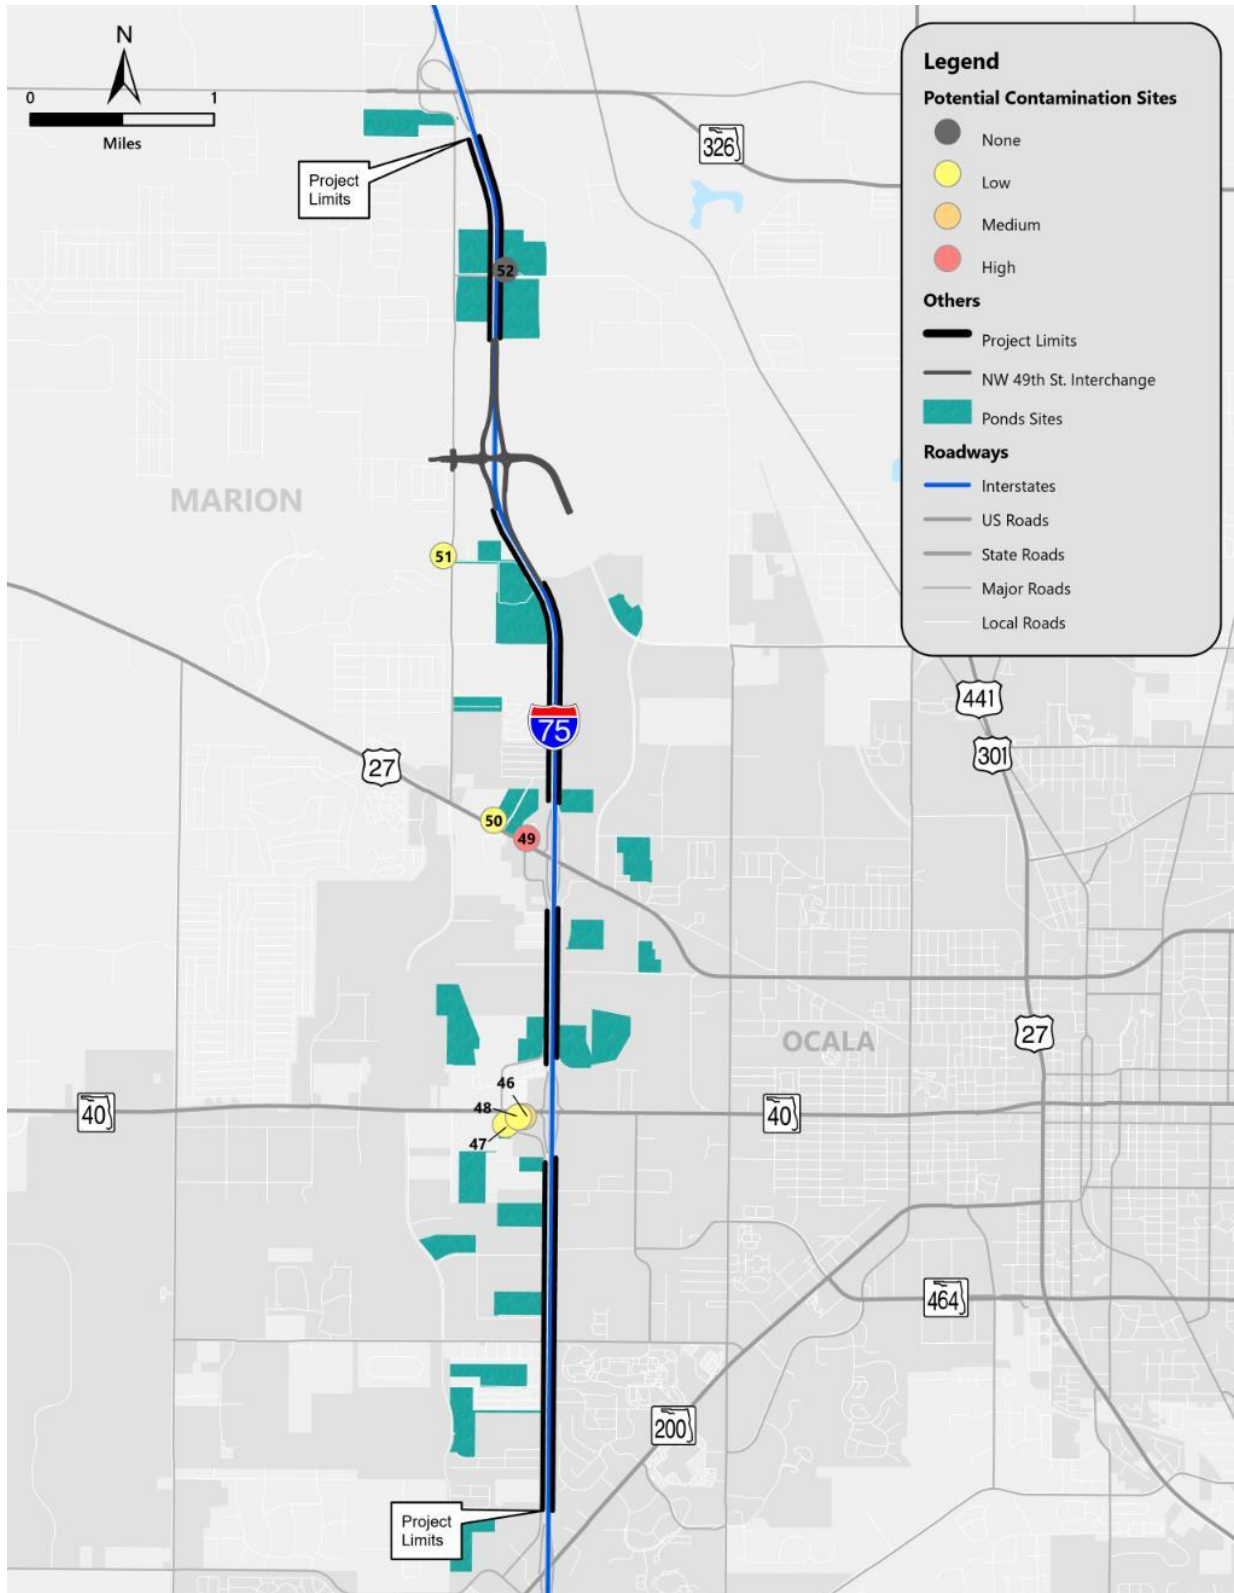 N
0 1
Miles
Project
Limits
326
52
MARION
51
75
441
301
27
50
49
OCALA
27
46
48
47
40
40
464
200
Project
Limits
Legend
Potential Contamination Sites
None
Low
Medium
High
Others
Project Limits
NW 49th St. Interchange
Ponds Sites
Roadways
Interstates
US Roads
State Roads
Major Roads
Local Roads